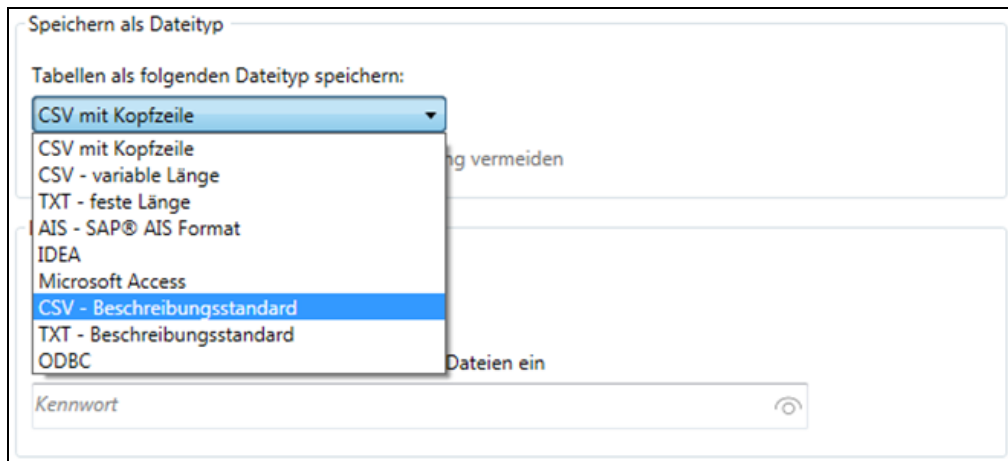 Speichern als Dateityp
Tabellen als folgenden Dateityp speichern:
CSV mit Kopfzeile
CSV mit Kopfzeile
vermeiden
CSV - variable Länge
TXT - feste Länge
AIS - SAP® AIS Format
IDEA
Microsoft Access
CSV - Beschreibungsstandard
TXT - Beschreibungsstandard
ODBC
Dateien ein
Kennwort